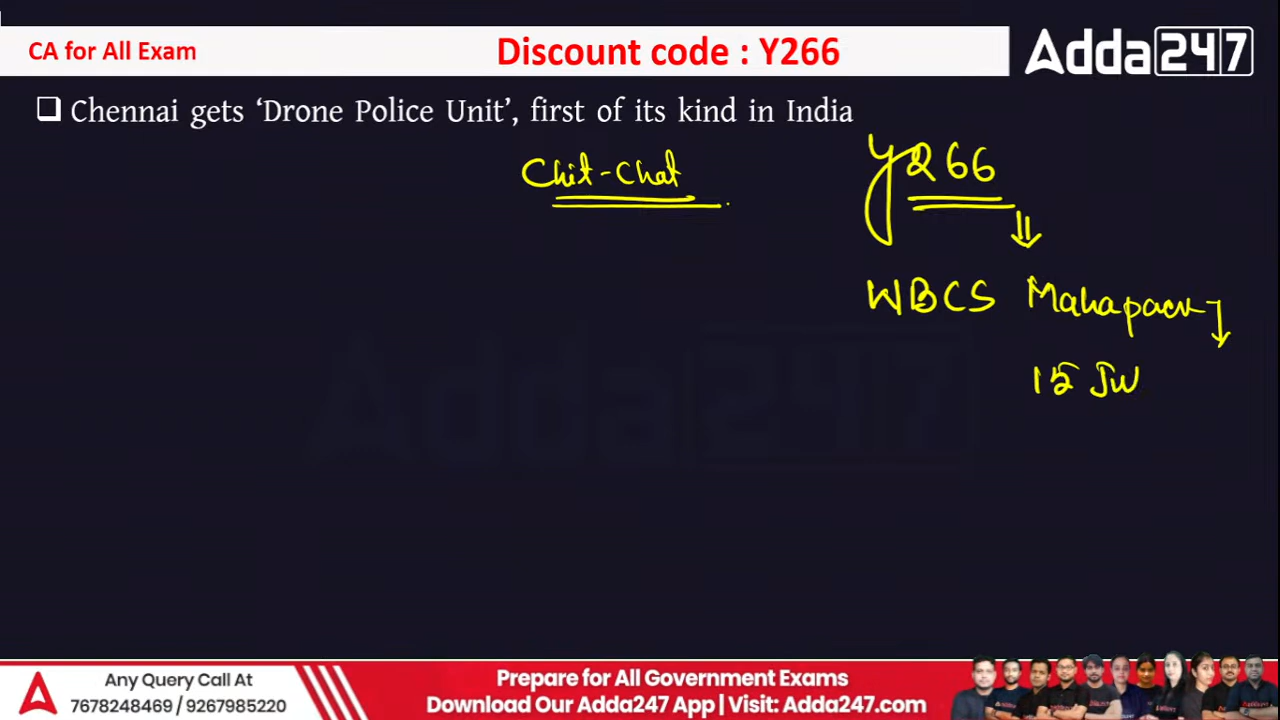 CA for All Exam
Discount code : Y266
Adda247
❑ Chennai gets ‘Drone Police Unit’, first of its kind in India
Chit-Chat
Y266
WBCS Mahapack
15
Any Query Call At
7678248469 / 9267985220
Prepare for All Government Exams
Download Our Adda247 App | Visit: Adda247.com